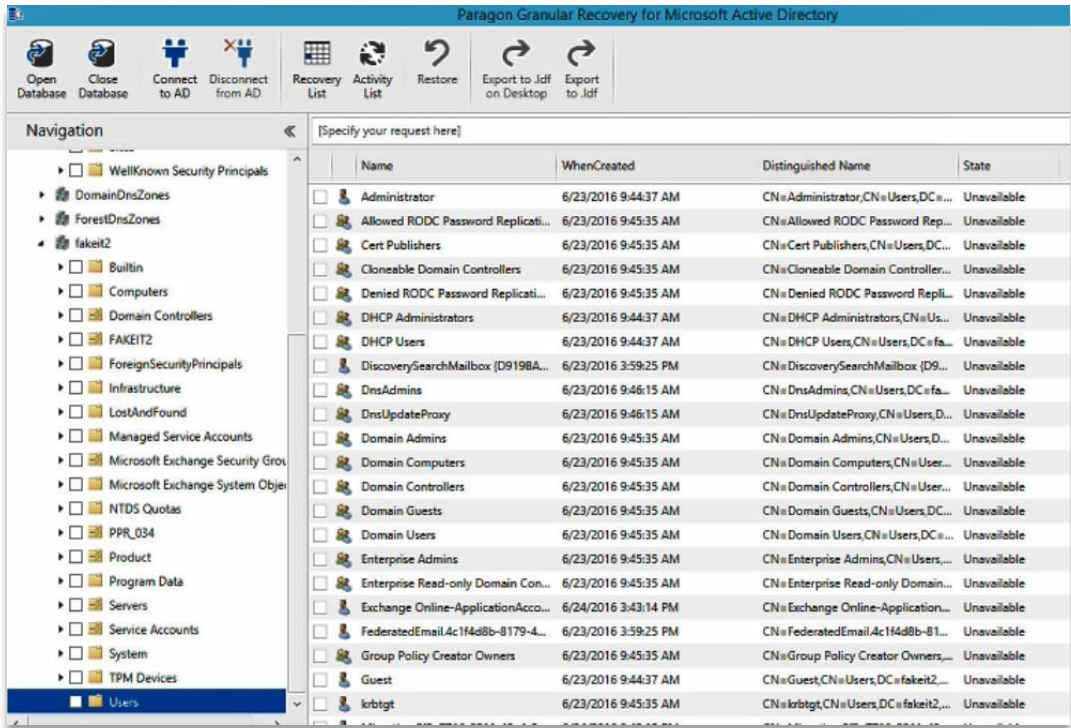 Paragon Granular Recovery for Microsoft Active Directory
Open Database
Close Database
Connect to AD
Disconnect from AD
Recovery List
Activity List
Restore
Export to .ldf on Desktop
Export to .ldf
Navigation
[Specify your request here]
WellKnown Security Principals
DomainDnsZones
ForestDnsZones
fakeit2
Builtin
Computers
Domain Controllers
FAKEIT2
ForeignSecurityPrincipals
Infrastructure
LostAndFound
Managed Service Accounts
Microsoft Exchange Security Grou
Microsoft Exchange System Obje
NTDS Quotas
PPR_034
Product
Program Data
Servers
Service Accounts
System
TPM Devices
Users
Name WhenCreated Distinguished Name State
Administrator 6/23/2016 9:44:37 AM CN=Administrator,CN=Users,DC=... Unavailable
Allowed RODC Password Replicati... 6/23/2016 9:45:35 AM CN=Allowed RODC Password Rep... Unavailable
Cert Publishers 6/23/2016 9:45:35 AM CN=Cert Publishers,CN=Users,DC... Unavailable
Cloneable Domain Controllers 6/23/2016 9:45:35 AM CN=Cloneable Domain Controller... Unavailable
Denied RODC Password Replicati... 6/23/2016 9:45:35 AM CN=Denied RODC Password Repli... Unavailable
DHCP Administrators 6/23/2016 9:44:37 AM CN=DHCP Administrators,CN=Us... Unavailable
DHCP Users 6/23/2016 9:44:37 AM CN=DHCP Users,CN=Users,DC=fa... Unavailable
DiscoverySearchMailbox {D919BA... 6/23/2016 3:59:25 PM CN=DiscoverySearchMailbox {D9... Unavailable
DnsAdmins 6/23/2016 9:46:15 AM CN=DnsAdmins,CN=Users,DC=fa... Unavailable
DnsUpdateProxy 6/23/2016 9:46:15 AM CN=DnsUpdateProxy,CN=Users,D... Unavailable
Domain Admins 6/23/2016 9:45:35 AM CN=Domain Admins,CN=Users,D... Unavailable
Domain Computers 6/23/2016 9:45:35 AM CN=Domain Computers,CN=User... Unavailable
Domain Controllers 6/23/2016 9:45:35 AM CN=Domain Controllers,CN=User... Unavailable
Domain Guests 6/23/2016 9:45:35 AM CN=Domain Guests,CN=Users,DC... Unavailable
Domain Users 6/23/2016 9:45:35 AM CN=Domain Users,CN=Users,DC... Unavailable
Enterprise Admins 6/23/2016 9:45:35 AM CN=Enterprise Admins,CN=Users,... Unavailable
Enterprise Read-only Domain Con... 6/23/2016 9:45:35 AM CN=Enterprise Read-only Domain... Unavailable
Exchange Online-ApplicationAcco... 6/24/2016 3:43:14 PM CN=Exchange Online-Application... Unavailable
FederatedEmail.4c1f4d8b-8179-4... 6/23/2016 3:59:25 PM CN=FederatedEmail.4c1f4d8b-81... Unavailable
Group Policy Creator Owners 6/23/2016 9:45:35 AM CN=Group Policy Creator Owners,... Unavailable
Guest 6/23/2016 9:44:37 AM CN=Guest,CN=Users,DC=fakeit2,... Unavailable
krbtgt 6/23/2016 9:45:35 AM CN=krbtgt,CN=Users,DC=fakeit2,... Unavailable